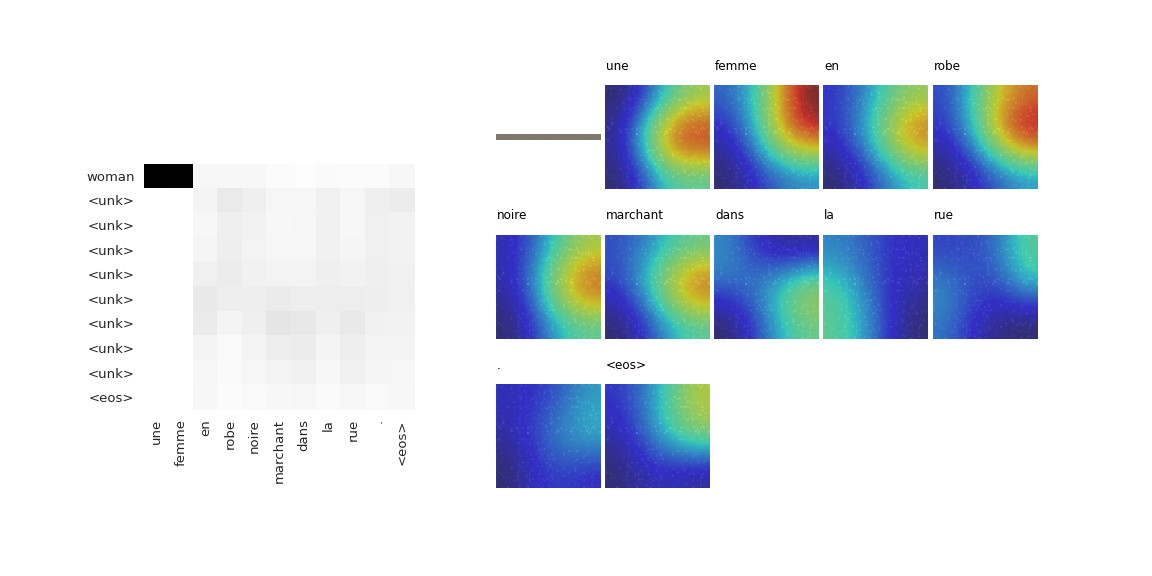 woman
<unk>
<unk>
<unk>
<unk>
<unk>
<unk>
<unk>
<unk>
<eos>
une femme en robe noire marchant dans la rue . <eos>
une femme en robe
noire marchant dans la rue
. <eos>